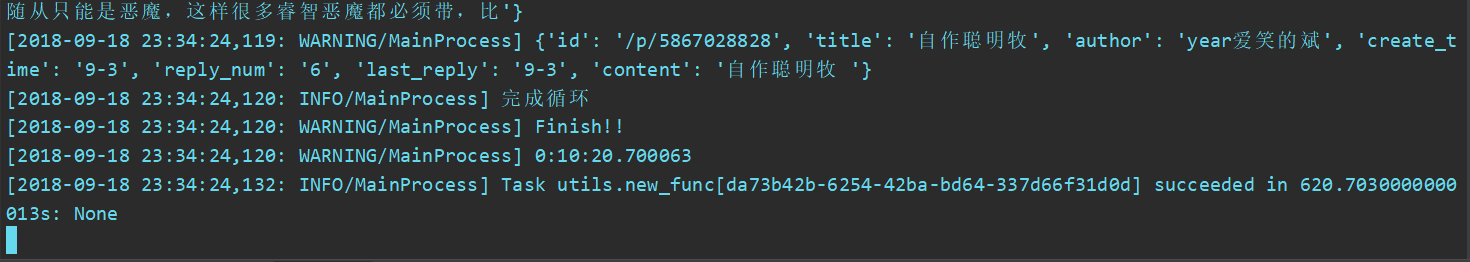 随从只能是恶魔，这样很多睿智恶魔都必须带，比'}
[2018-09-18 23:34:24,119: WARNING/MainProcess] {'id': '/p/5867028828', 'title': '自作聪明牧', 'author': 'year爱笑的斌', 'create_t
ime': '9-3', 'reply_num': '6', 'last_reply': '9-3', 'content': '自作聪明牧 '}
[2018-09-18 23:34:24,120: INFO/MainProcess] 完成循环
[2018-09-18 23:34:24,120: WARNING/MainProcess] Finish!!
[2018-09-18 23:34:24,120: WARNING/MainProcess] 0:10:20.700063
[2018-09-18 23:34:24,132: INFO/MainProcess] Task utils.new_func[da73b42b-6254-42ba-bd64-337d66f31d0d] succeeded in 620.7030000000
013s: None